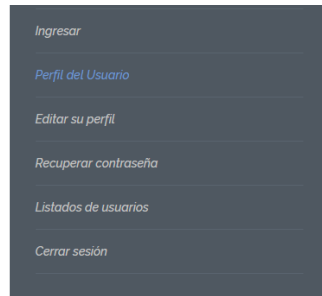 Ingresar
Perfil del Usuario
Editar su perfil
Recuperar contraseña
Listados de usuarios
Cerrar sesión